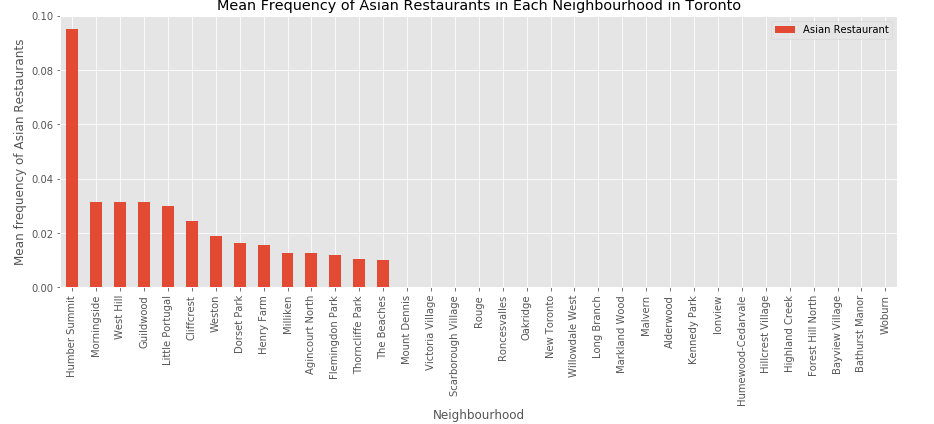 Mean Frequency of Asian Restaurants in Each Neighbourhood in Toronto
Asian Restaurant
Mean frequency of Asian Restaurants
0.10
0.08
0.06
0.04
0.02
0.00
Humber Summit
Morningside
West Hill
Guildwood
Little Portugal
Cliffcrest
Weston
Dorset Park
Henry Farm
Milliken
Agincourt North
Flemingdon Park
Thorncliffe Park
The Beaches
Mount Dennis
Victoria Village
Scarborough Village
Rouge
Roncesvalles
Oakridge
New Toronto
Willowdale West
Long Branch
Markland Wood
Malvern
Alderwood
Kennedy Park
Ionview
Humewood-Cedarvale
Hillcrest Village
Highland Creek
Forest Hill North
Bayview Village
Bathurst Manor
Woburn
Neighbourhood